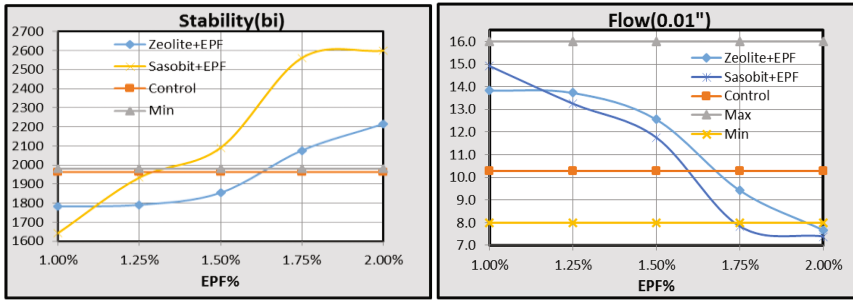 Stability(bi)
2700
2600
2500
2400
2300
2200
2100
2000
1900
1800
1700
1600
Zeolite+EPF
Sasobit+EPF
Control
Min
1.00% 1.25% 1.50% 1.75% 2.00%
EPF%
Flow(0.01")
16.0
15.0
14.0
13.0
12.0
11.0
10.0
9.0
8.0
7.0
Zeolite+EPF
Sasobit+EPF
Control
Max
Min
1.00% 1.25% 1.50% 1.75% 2.00%
EPF%